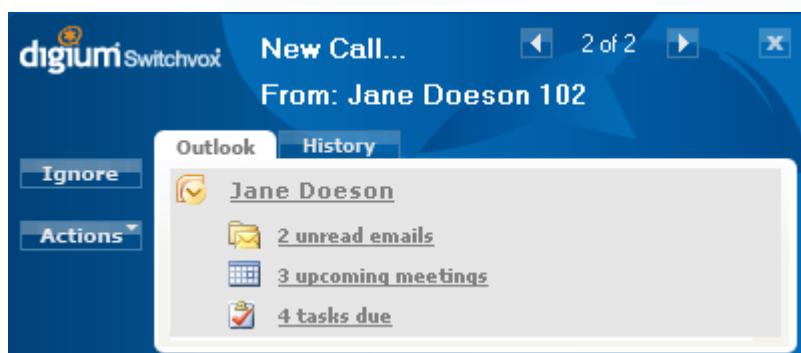 digium Switchvox
New Call...
2 of 2
x
From: Jane Doeson 102
Outlook
History
Ignore
Jane Doeson
Actions
2 unread emails
3 upcoming meetings
4 tasks due